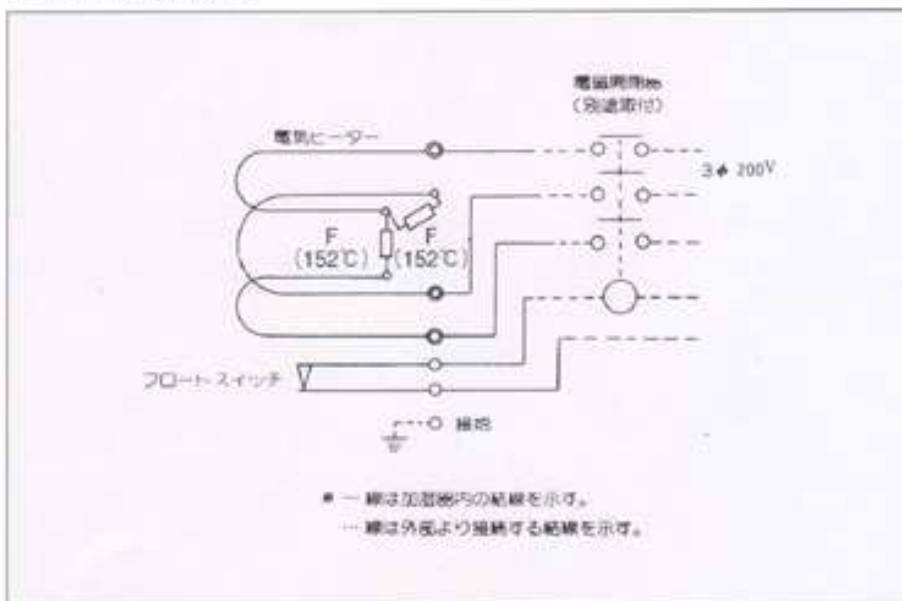 電磁開閉器
（別途取付）
電気ヒーター
3φ 200V
F F
(152℃) (152℃)
フロートスイッチ
接地
＊ ― 線は加湿器内の結線を示す。
… 線は外部より接続する結線を示す。